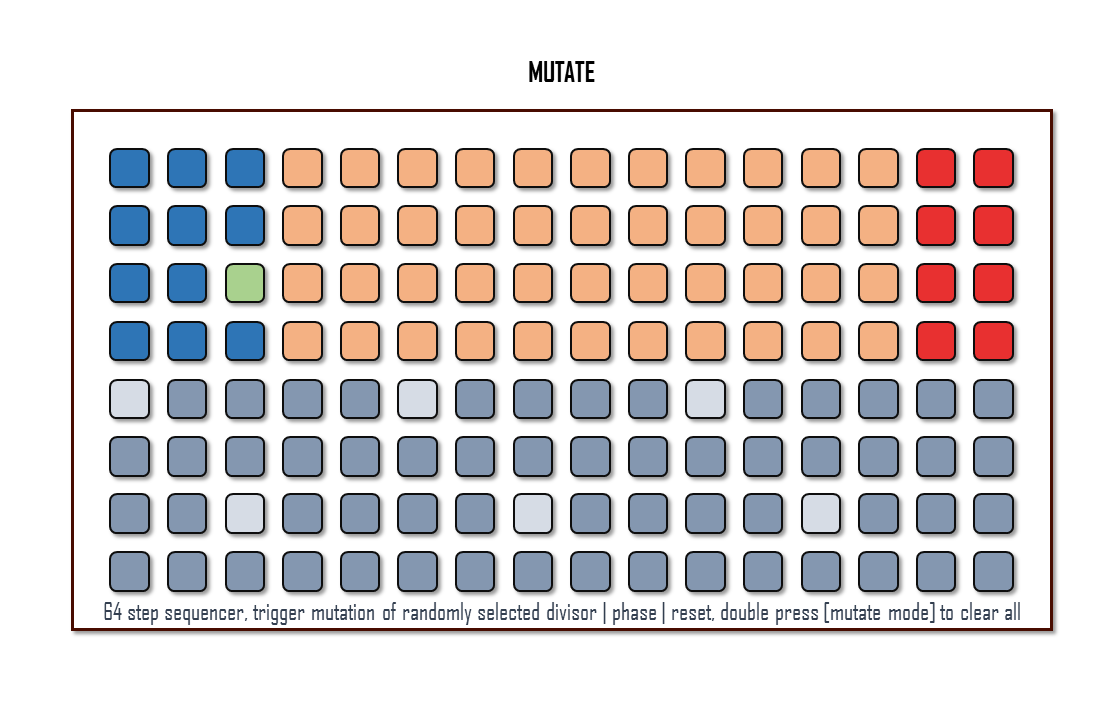 MUTATE
64 step sequencer, trigger mutation of randomly selected divisor | phase | reset, double press [mutate mode] to clear all